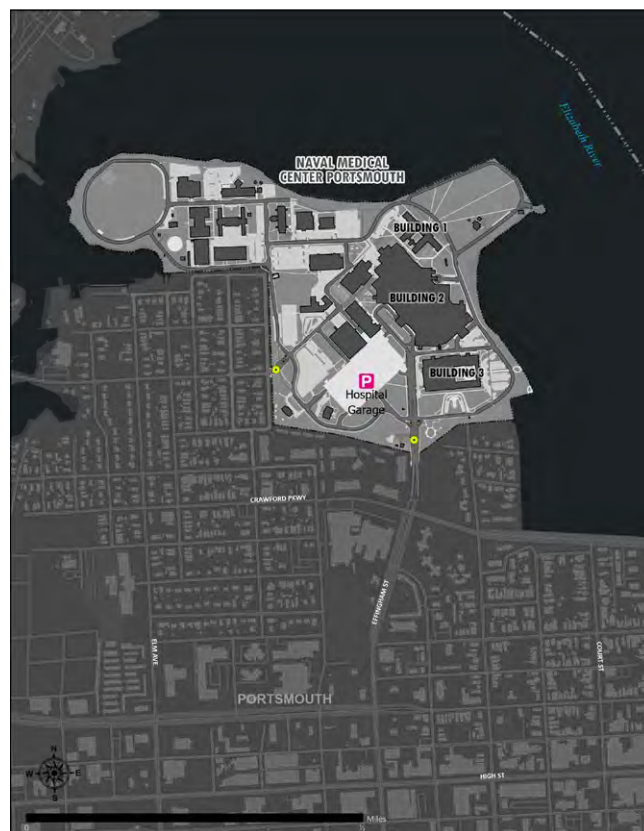 Elizabeth River
NAVAL MEDICAL
CENTER PORTSMOUTH
BUILDING 1
BUILDING 2
BUILDING 3
P
Hospital
Garage
CRAWFORD PKWY
EFFINGHAM ST
ELM AVE
COURT ST
PORTSMOUTH
HIGH ST
N
W E
S
Miles
0